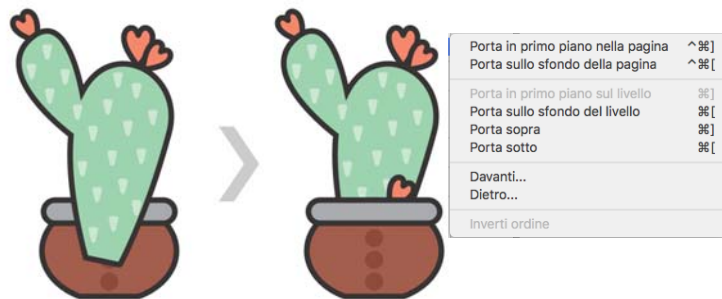 Porta in primo piano nella pagina ^⌘]
Porta sullo sfondo della pagina ^⌘[
Porta in primo piano sul livello ⌘]
Porta sullo sfondo del livello ⌘[
Porta sopra ⌘]
Porta sotto ⌘[
Davanti...
Dietro...
Inverti ordine